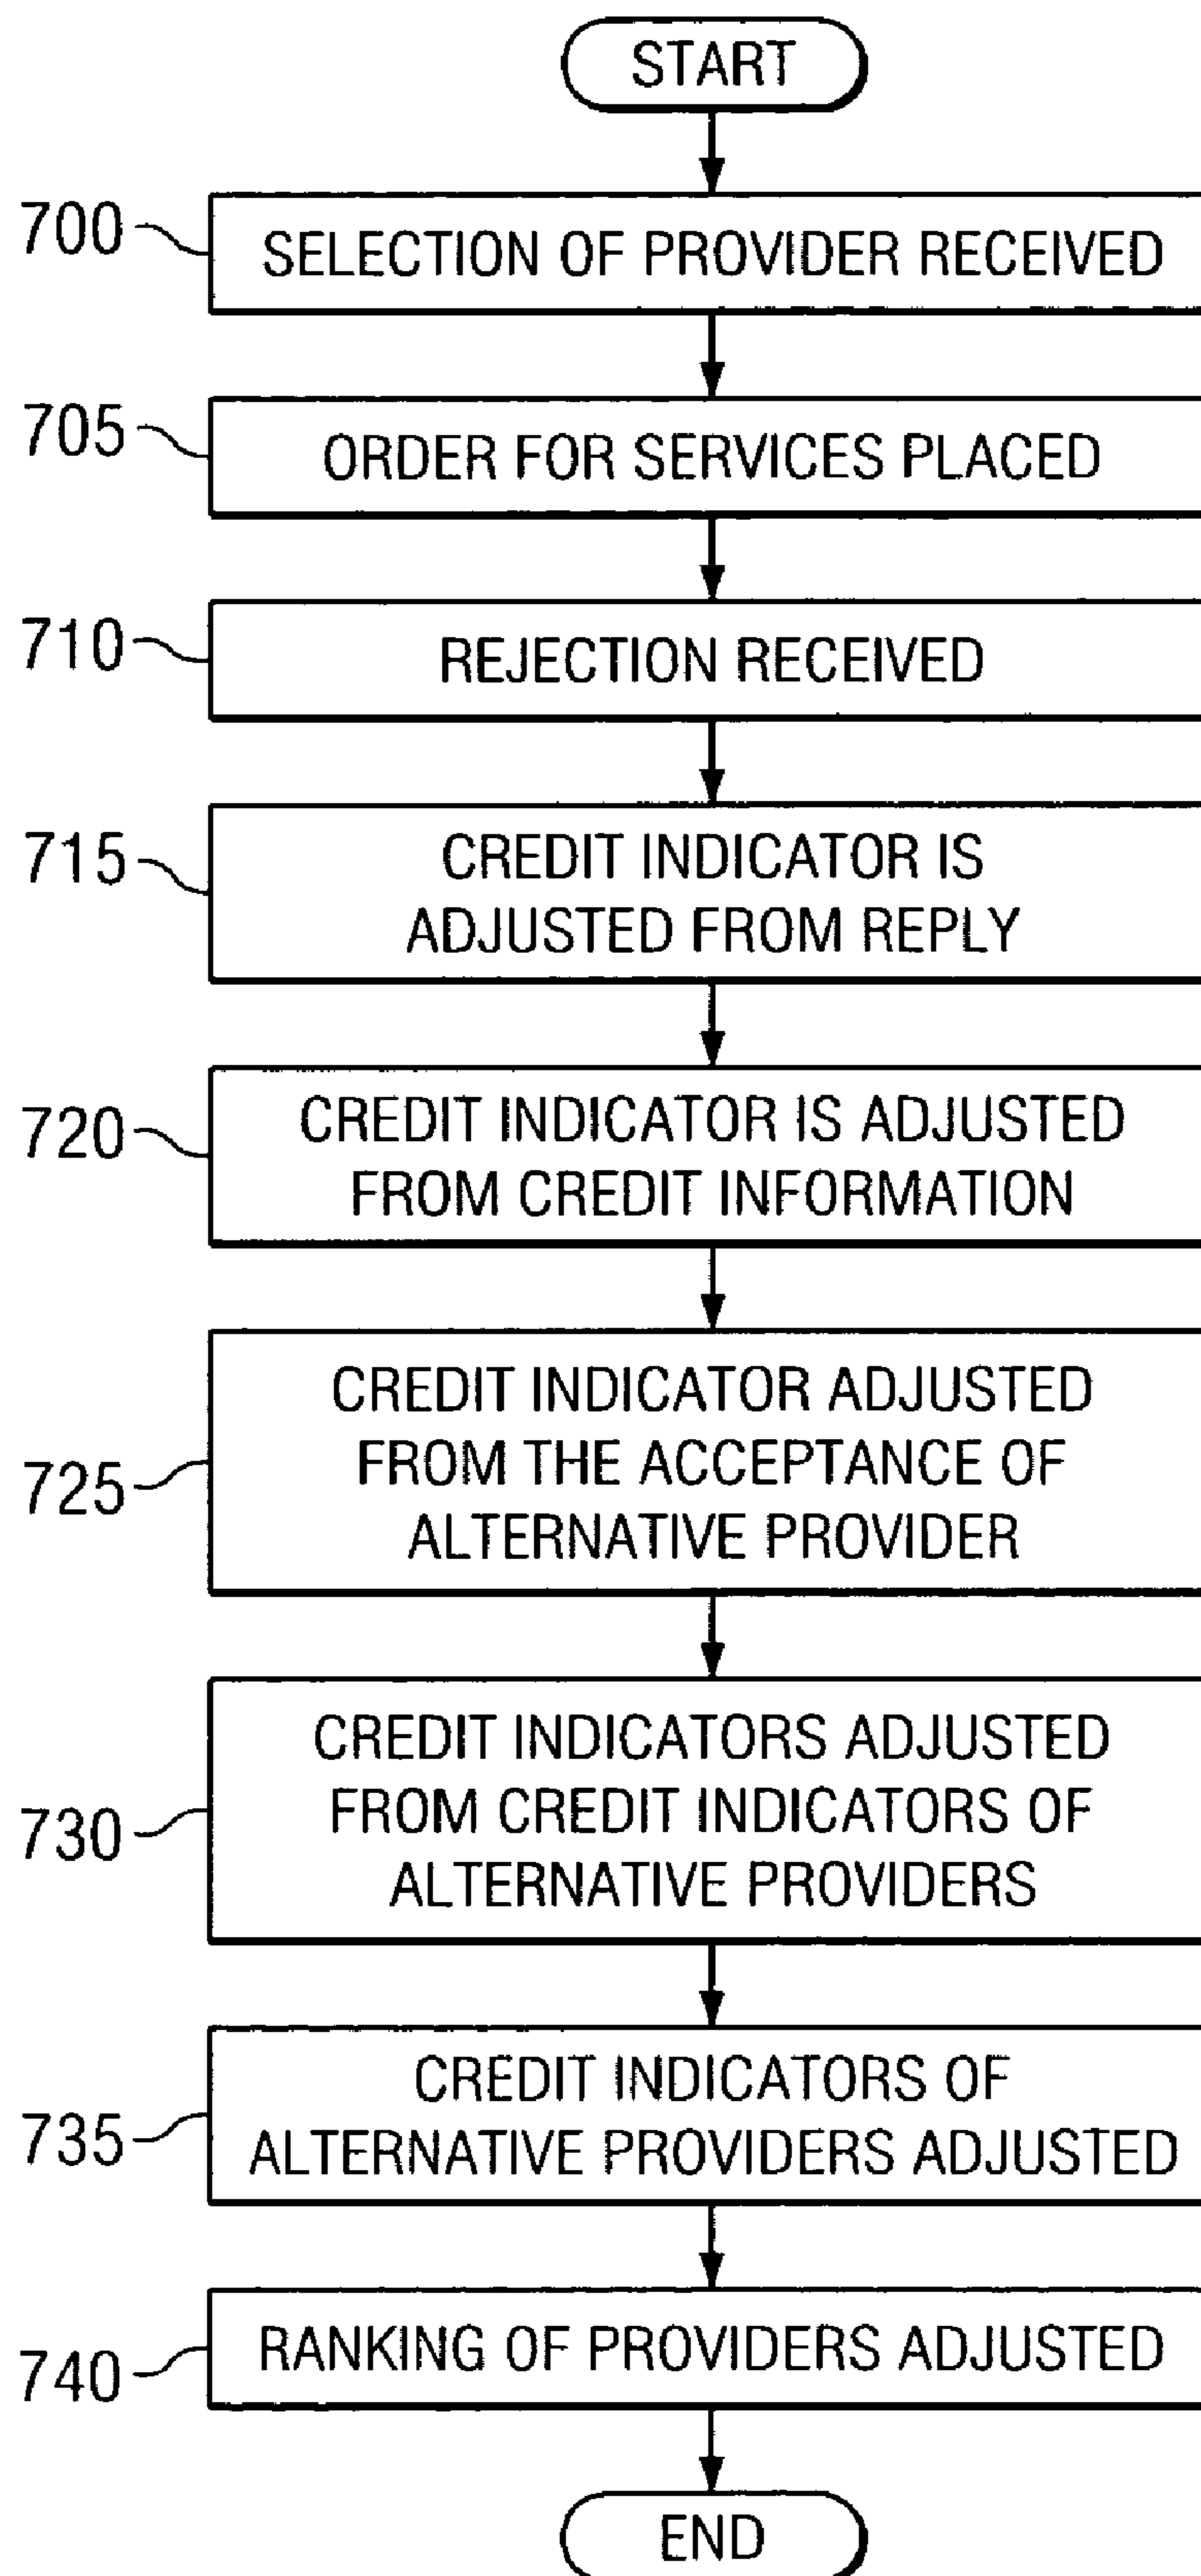 START
700
SELECTION OF PROVIDER RECEIVED
705
ORDER FOR SERVICES PLACED
710
REJECTION RECEIVED
715
CREDIT INDICATOR IS
ADJUSTED FROM REPLY
720
CREDIT INDICATOR IS ADJUSTED
FROM CREDIT INFORMATION
725
CREDIT INDICATOR ADJUSTED
FROM THE ACCEPTANCE OF
ALTERNATIVE PROVIDER
730
CREDIT INDICATORS ADJUSTED
FROM CREDIT INDICATORS OF
ALTERNATIVE PROVIDERS
735
CREDIT INDICATORS OF
ALTERNATIVE PROVIDERS ADJUSTED
740
RANKING OF PROVIDERS ADJUSTED
END